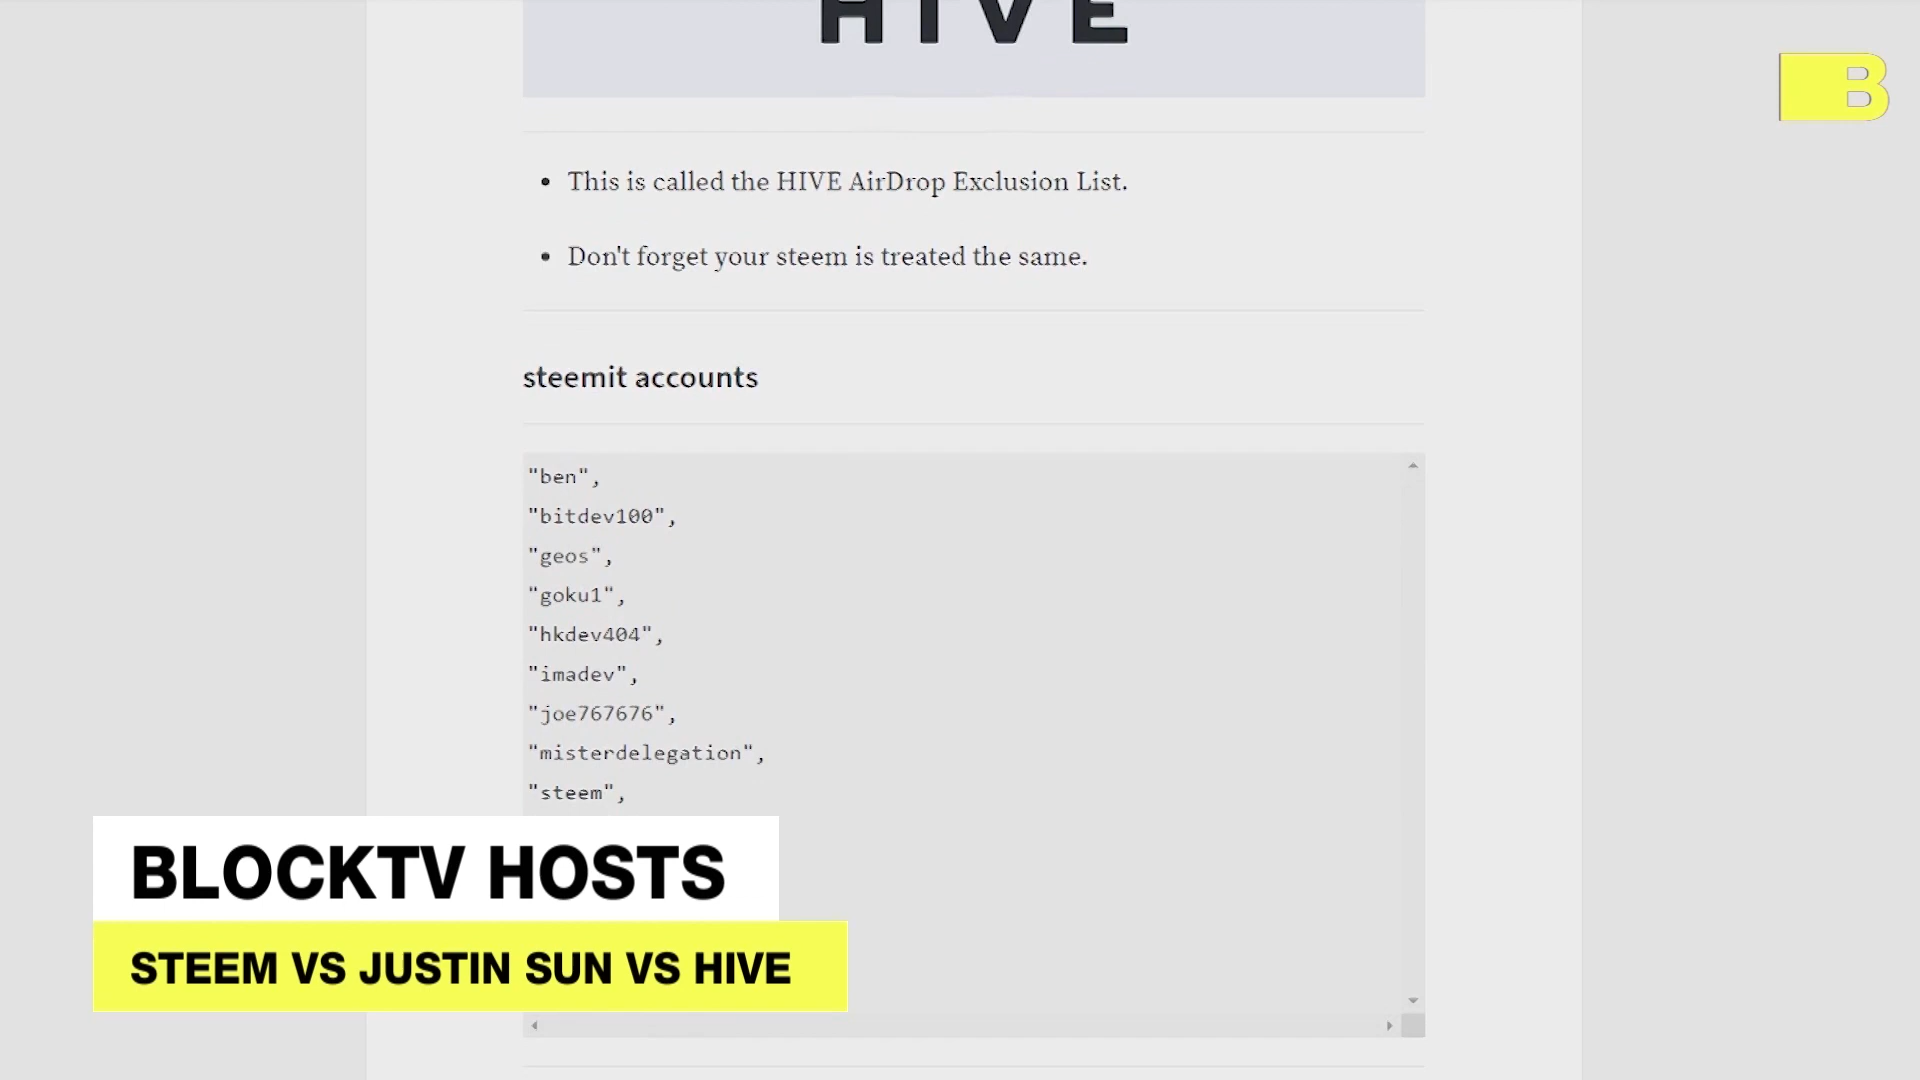 HIVE
B
This is called the HIVE AirDrop Exclusion List.
Don't forget your steem is treated the same.
steemit accounts
"ben",
"bitdev100",
"geos",
"goku1",
"hkdev404",
"imadev",
"joe767676",
"misterdelegation",
"steem",
BLOCKTV HOSTS
STEEM VS JUSTIN SUN VS HIVE